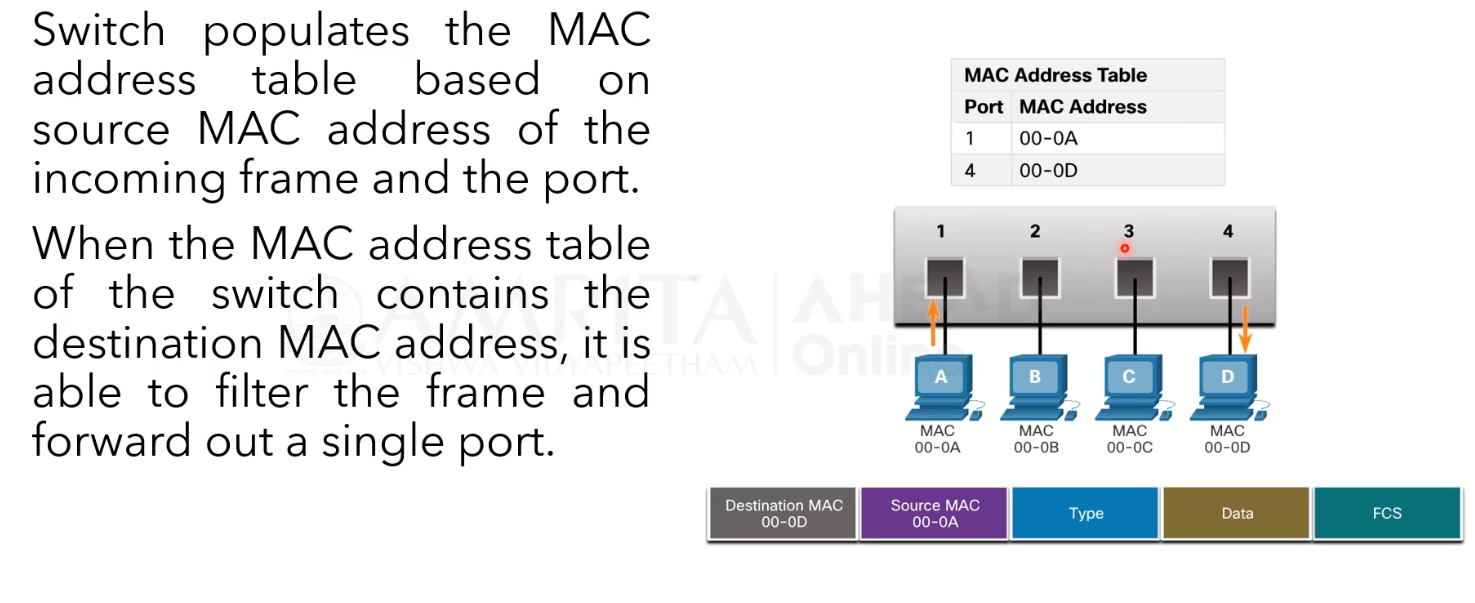 Switch populates the MAC
address table based on
source MAC address of the
incoming frame and the port.
When the MAC address table
of the switch contains the
destination MAC address, it is
able to filter the frame and
forward out a single port.
AMRITA AHEAD
VISHWA VIDYAPEETHAM Online
MAC Address Table
Port MAC Address
1 00-0A
4 00-0D
1 2 3 4
A B C D
MAC MAC MAC MAC
00-0A 00-0B 00-0C 00-0D
Destination MAC Source MAC Type Data FCS
00-0D 00-0A